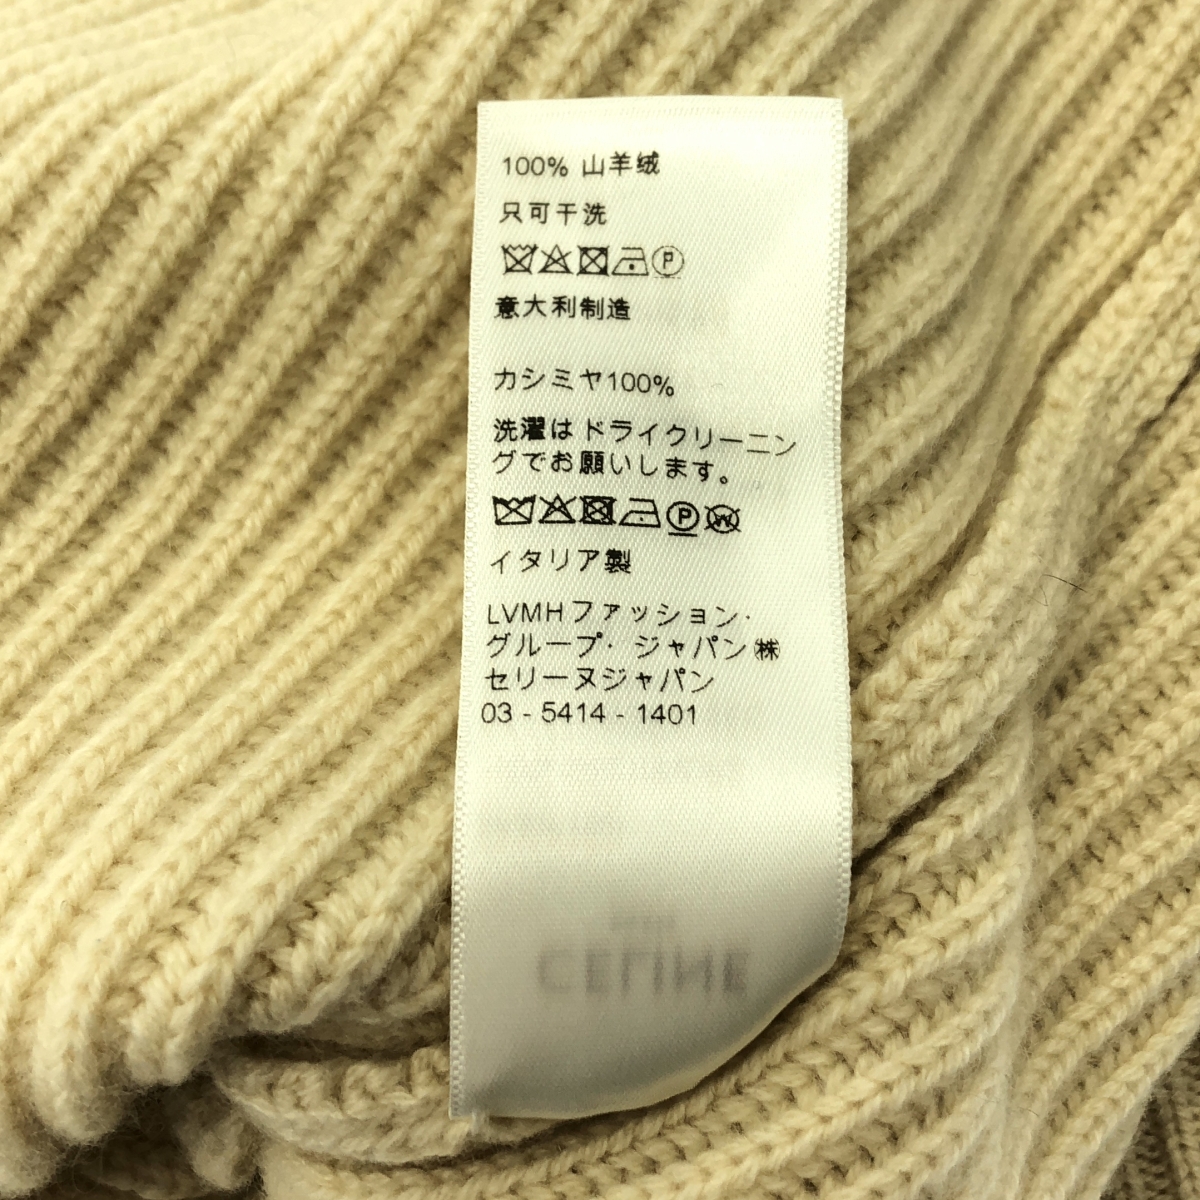 100% 山羊绒
只可干洗
P
意大利制造
カシミヤ100%
洗濯はドライクリーニン
グでお願いします。
P W
イタリア製
LVMHファッション・
グループ・ジャパン㈱
セリーヌジャパン
03 - 5414 - 1401
CELINE